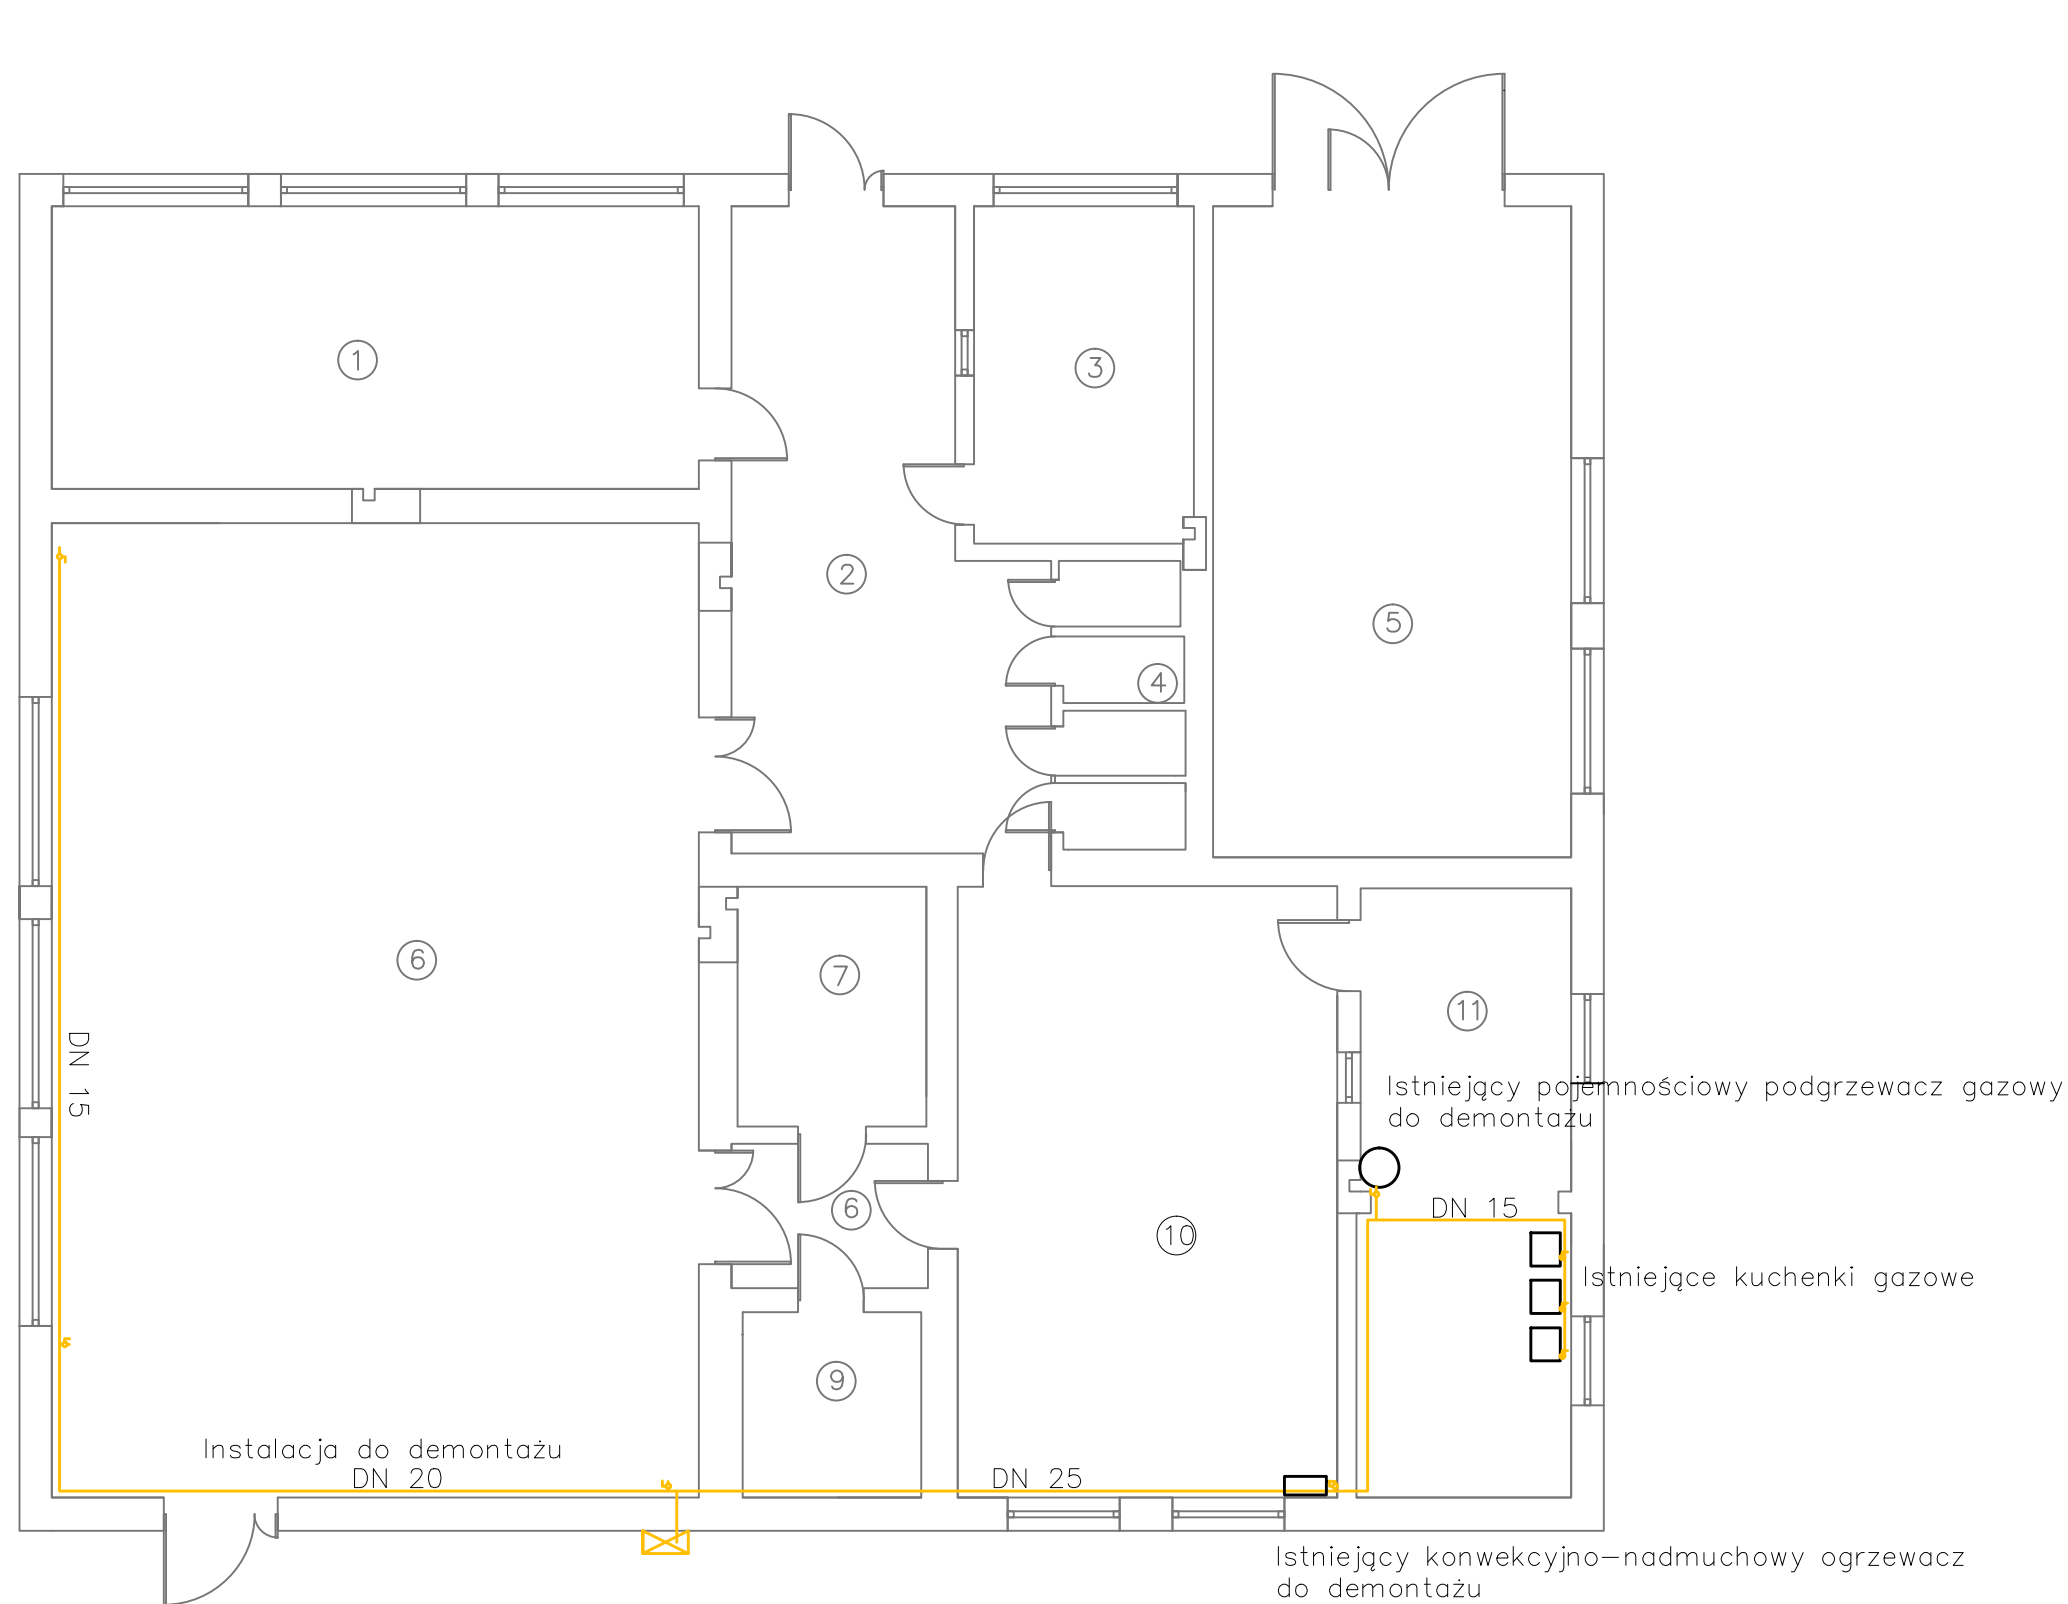 1
3
2
5
4
6
7
11
DN 15
Istniejący pojemnościowy podgrzewacz gazowy
do demontażu
DN 15
6
10
Istniejące kuchenki gazowe
9
Instalacja do demontażu
DN 20
DN 25
Istniejący konwekcyjno-nadmuchowy ogrzewacz
do demontażu